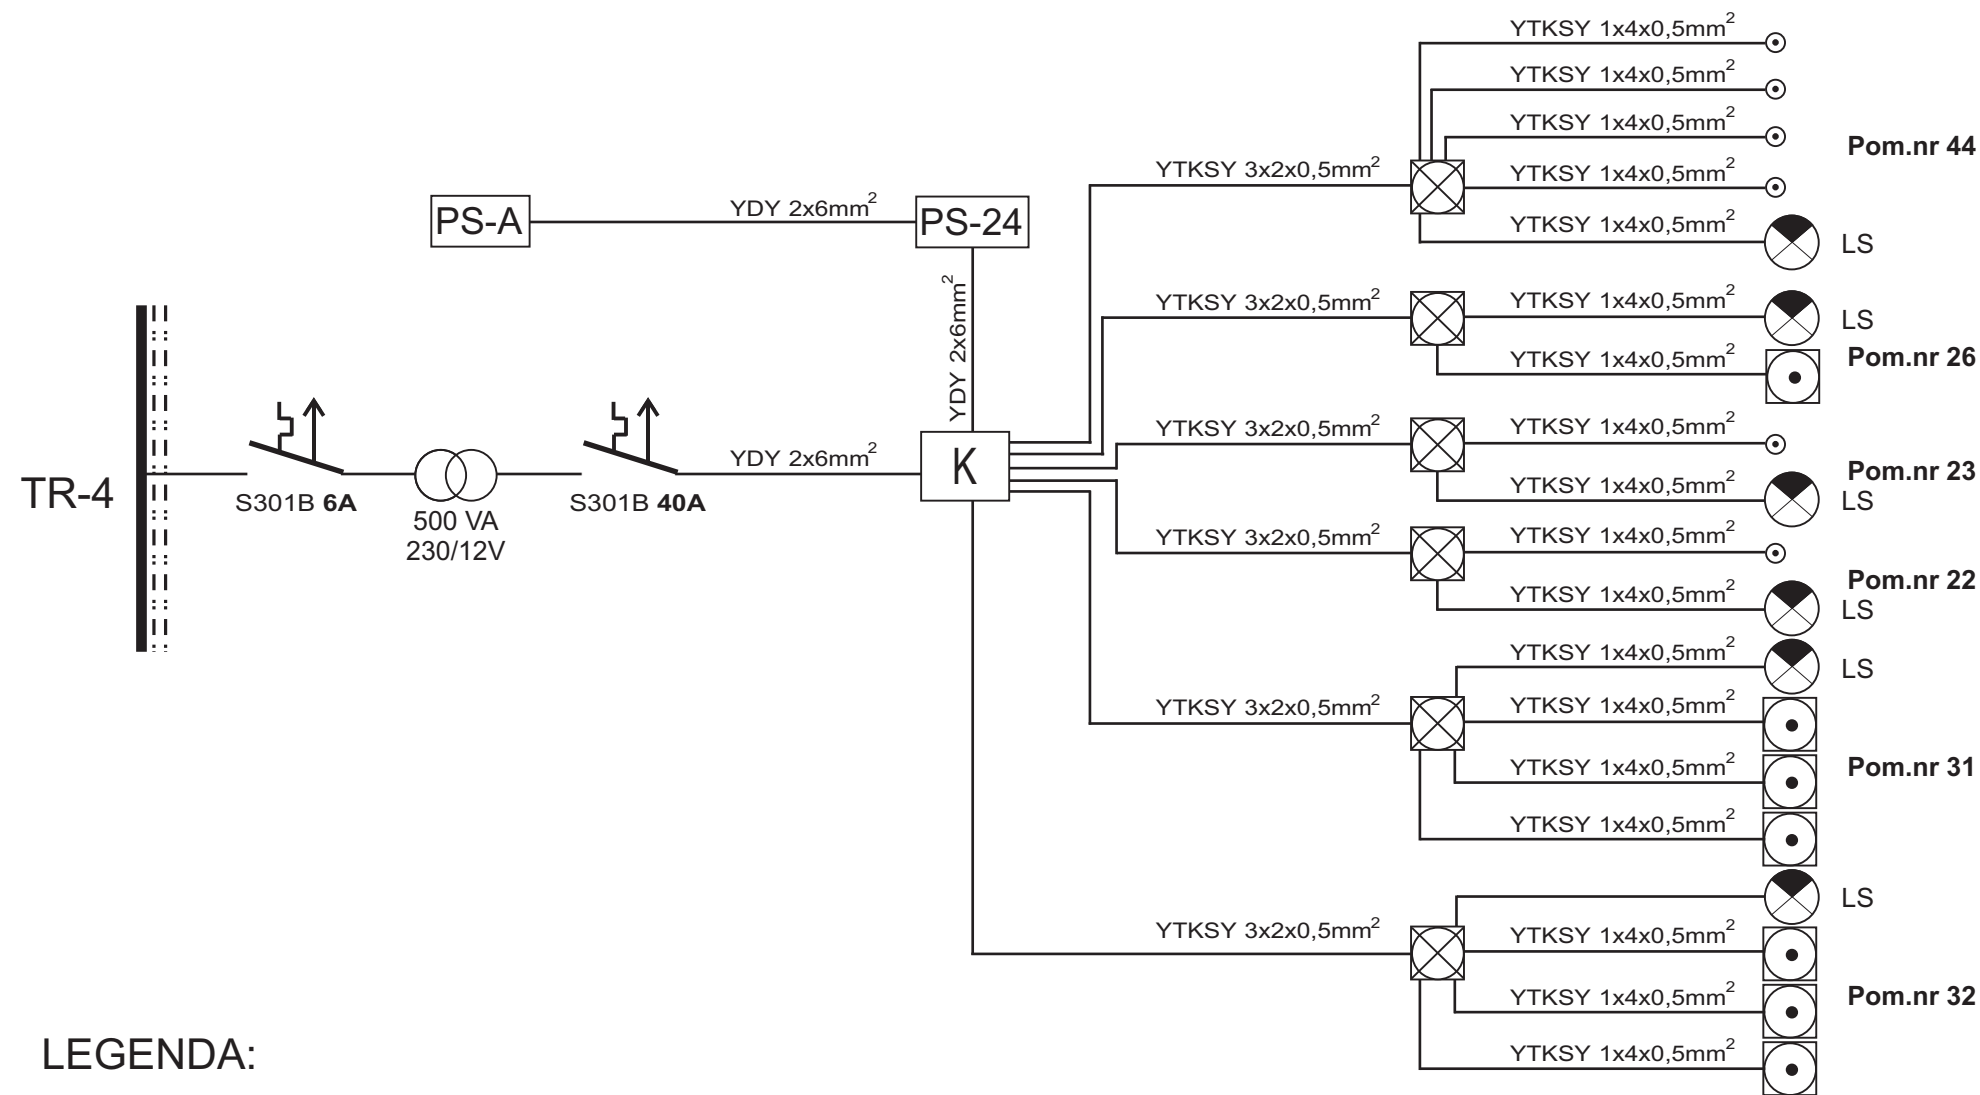 YTKSY 1x4x0,5mm²
YTKSY 1x4x0,5mm²
YTKSY 1x4x0,5mm²
Pom.nr 44
YTKSY 3x2x0,5mm²
YTKSY 1x4x0,5mm²
PS-A
YDY 2x6mm²
PS-24
YTKSY 1x4x0,5mm²
LS
YDY 2x6mm²
YTKSY 3x2x0,5mm²
YTKSY 1x4x0,5mm²
LS
YTKSY 1x4x0,5mm²
Pom.nr 26
YTKSY 3x2x0,5mm²
YTKSY 1x4x0,5mm²
Pom.nr 23
YTKSY 1x4x0,5mm²
LS
TR-4
S301B 6A
500 VA
230/12V
S301B 40A
YDY 2x6mm²
K
YTKSY 3x2x0,5mm²
YTKSY 1x4x0,5mm²
Pom.nr 22
YTKSY 1x4x0,5mm²
LS
YTKSY 1x4x0,5mm²
LS
YTKSY 3x2x0,5mm²
YTKSY 1x4x0,5mm²
YTKSY 1x4x0,5mm²
Pom.nr 31
YTKSY 1x4x0,5mm²
LS
YTKSY 3x2x0,5mm²
YTKSY 1x4x0,5mm²
YTKSY 1x4x0,5mm²
Pom.nr 32
YTKSY 1x4x0,5mm²
LEGENDA: